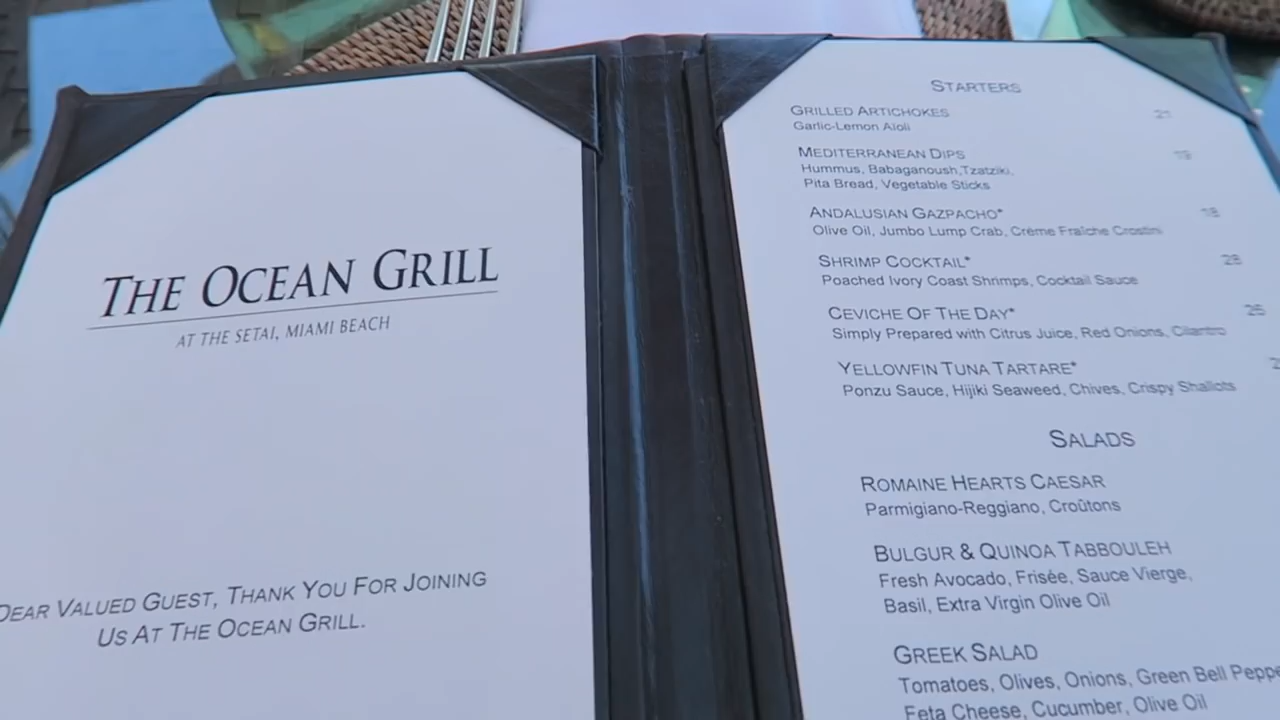 THE OCEAN GRILL
AT THE SETAI, MIAMI BEACH
DEAR VALUED GUEST, THANK YOU FOR JOINING
US AT THE OCEAN GRILL.
STARTERS
GRILLED ARTICHOKES 21
Garlic-Lemon Aioli
MEDITERRANEAN DIPS 19
Hummus, Babaganoush,Tzatziki,
Pita Bread, Vegetable Sticks
ANDALUSIAN GAZPACHO* 18
Olive Oil, Jumbo Lump Crab, Crème Fraîche Crostini
SHRIMP COCKTAIL* 28
Poached Ivory Coast Shrimps, Cocktail Sauce
CEVICHE OF THE DAY*
Simply Prepared with Citrus Juice, Red Onions, Cilantro
YELLOWFIN TUNA TARTARE*
Ponzu Sauce, Hijiki Seaweed, Chives, Crispy Shallots
SALADS
ROMAINE HEARTS CAESAR
Parmigiano-Reggiano, Croûtons
BULGUR & QUINOA TABBOULEH
Fresh Avocado, Frisée, Sauce Vierge,
Basil, Extra Virgin Olive Oil
GREEK SALAD
Tomatoes, Olives, Onions, Green Bell Peppe
Feta Cheese, Cucumber, Olive Oil